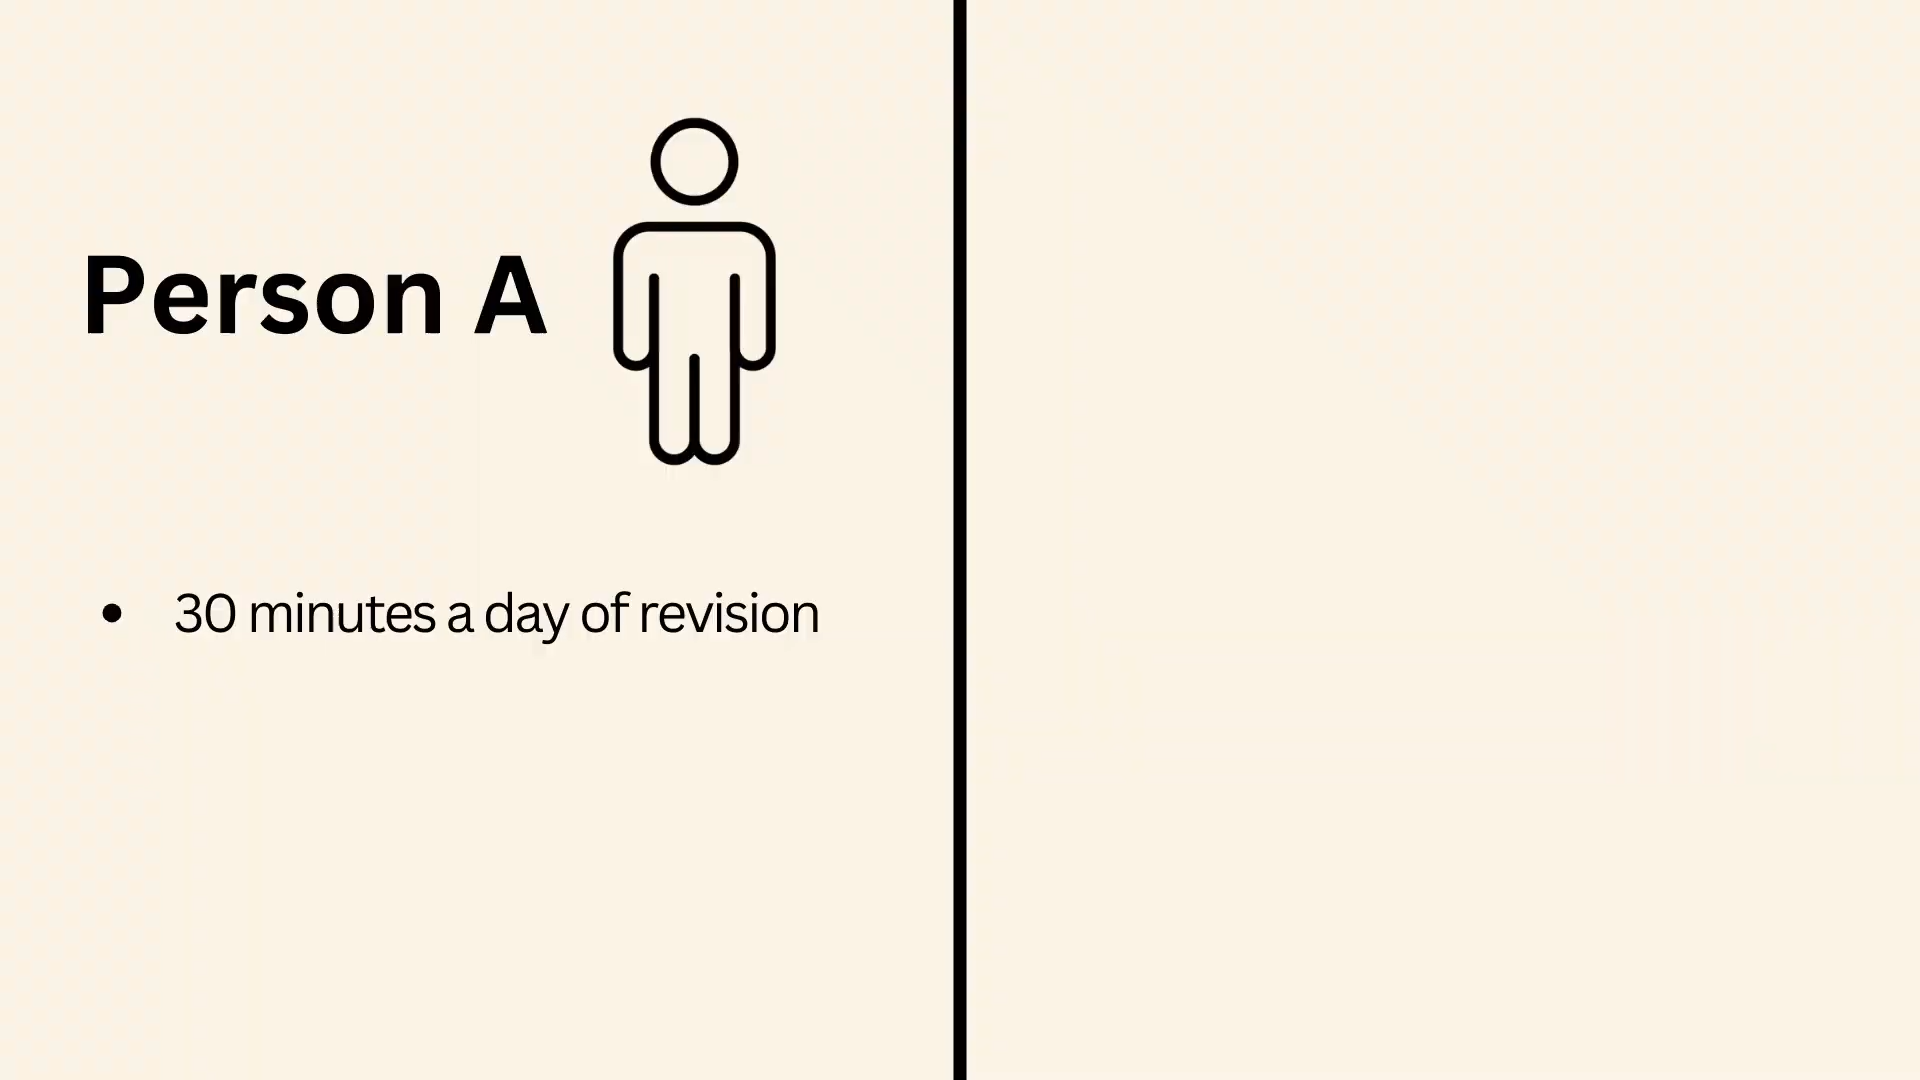 Person A
• 30 minutes a day of revision